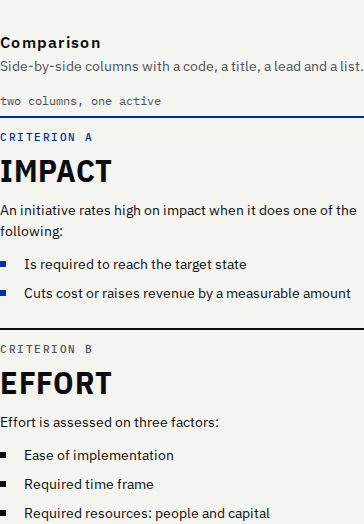 Comparison
Side-by-side columns with a code, a title, a lead and a list.
two columns, one active
CRITERION A
IMPACT
An initiative rates high on impact when it does one of the
following:
Is required to reach the target state
Cuts cost or raises revenue by a measurable amount
CRITERION B
EFFORT
Effort is assessed on three factors:
Ease of implementation
Required time frame
Required resources: people and capital